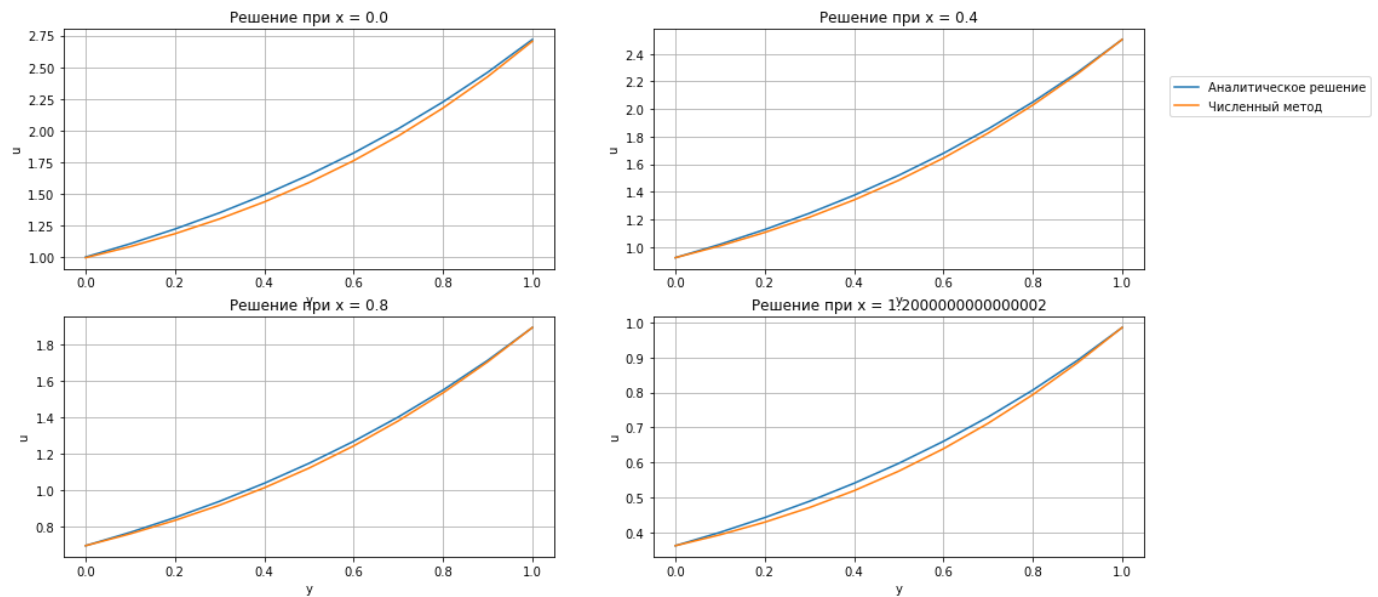 Решение при x = 0.0
2.75
2.50
2.25
2.00
1.75
1.50
1.25
1.00
u
0.0 0.2 0.4 0.6 0.8 1.0
y
Решение при x = 0.4
2.4
2.2
2.0
1.8
1.6
1.4
1.2
1.0
u
0.0 0.2 0.4 0.6 0.8 1.0
y
Аналитическое решение
Численный метод
Решение при x = 0.8
1.8
1.6
1.4
1.2
1.0
0.8
u
0.0 0.2 0.4 0.6 0.8 1.0
y
Решение при x = 1.2000000000000002
1.0
0.9
0.8
0.7
0.6
0.5
0.4
u
0.0 0.2 0.4 0.6 0.8 1.0
y